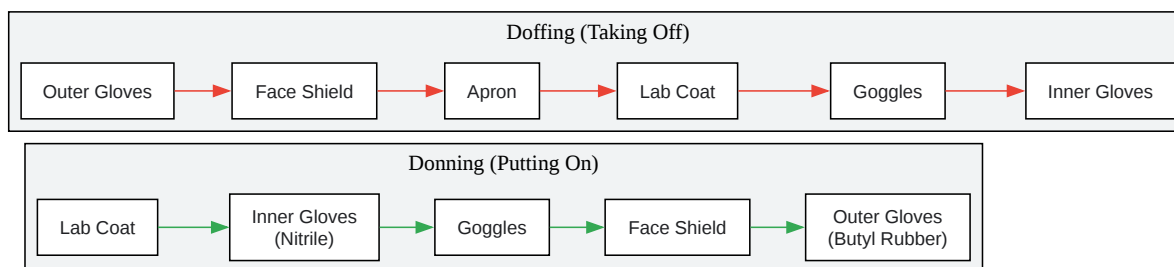 Doffing (Taking Off)
Outer Gloves
Face Shield
Apron
Lab Coat
Goggles
Inner Gloves
Donning (Putting On)
Lab Coat
Inner Gloves
(Nitrile)
Goggles
Face Shield
Outer Gloves
(Butyl Rubber)